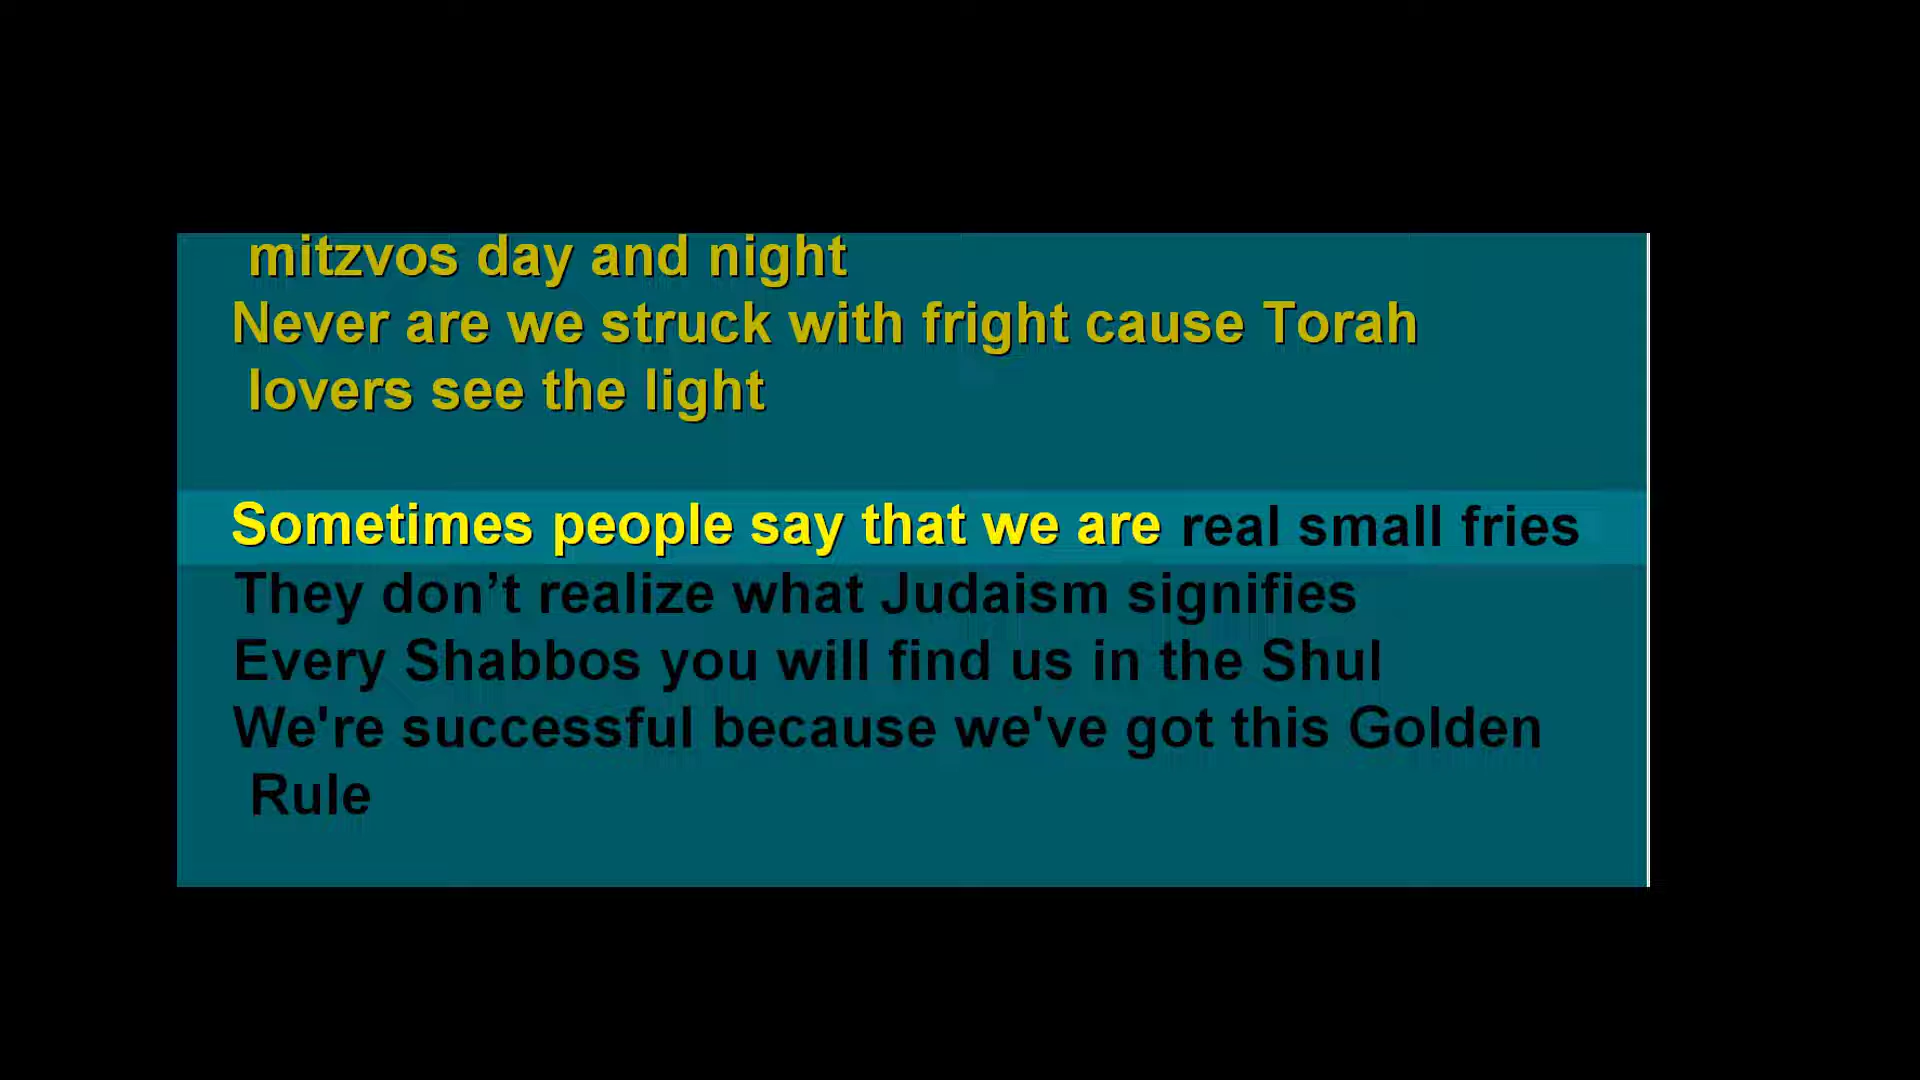 mitzvos day and night
Never are we struck with fright cause Torah
lovers see the light
Sometimes people say that we are real small fries
They don’t realize what Judaism signifies
Every Shabbos you will find us in the Shul
We're successful because we've got this Golden
Rule